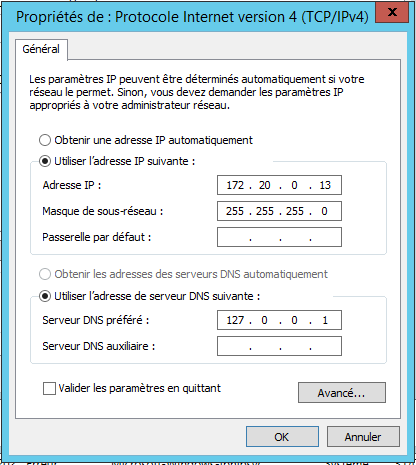 Propriétés de : Protocole Internet version 4 (TCP/IPv4)
x
Général
Les paramètres IP peuvent être déterminés automatiquement si votre
réseau le permet. Sinon, vous devez demander les paramètres IP
appropriés à votre administrateur réseau.
Obtenir une adresse IP automatiquement
Utiliser l'adresse IP suivante :
Adresse IP : 172 . 20 . 0 . 13
Masque de sous-réseau : 255 . 255 . 255 . 0
Passerelle par défaut : . . .
Obtenir les adresses des serveurs DNS automatiquement
Utiliser l'adresse de serveur DNS suivante :
Serveur DNS préféré : 127 . 0 . 0 . 1
Serveur DNS auxiliaire : . . .
Valider les paramètres en quittant
Avancé...
OK Annuler